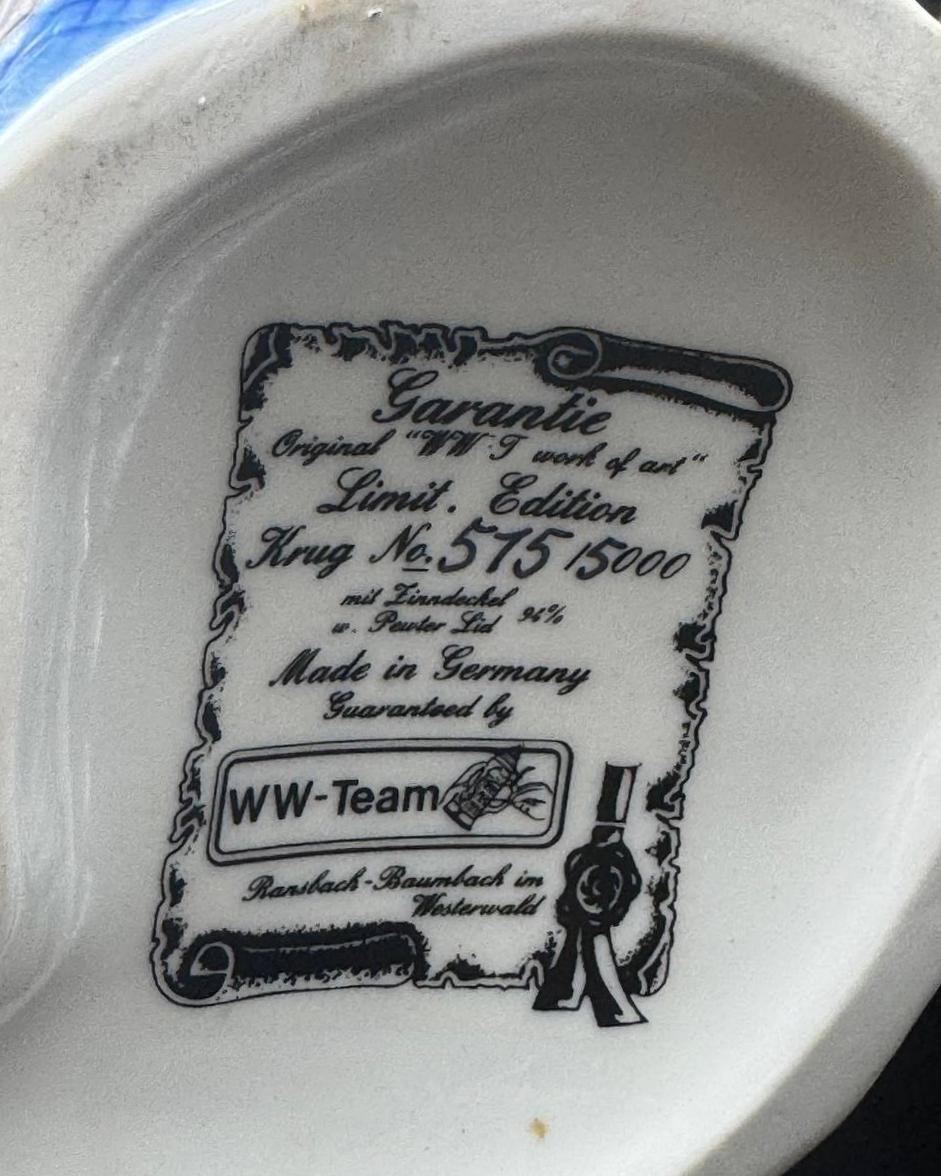 Garantie
Original "WW-T work of art"
Limit. Edition
Krug No. 575/5000
mit Zinndeckel
w. Pewter Lid 94%
Made in Germany
Guaranteed by
WW-Team
Ransbach-Baumbach im
Westerwald